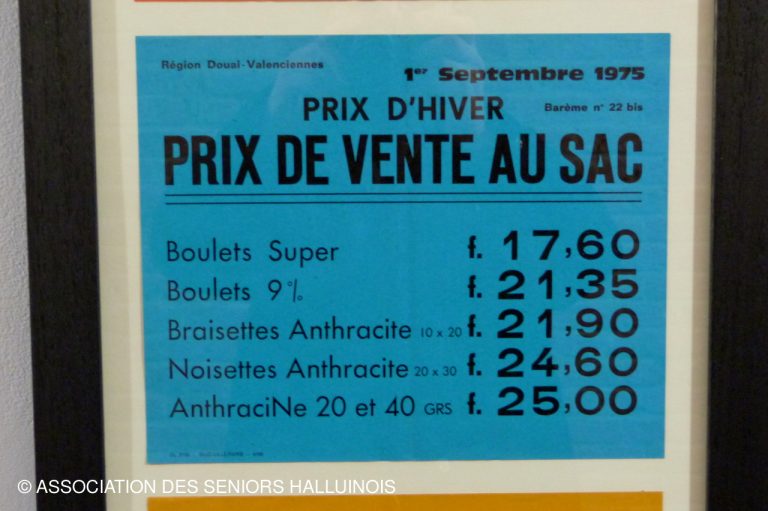 Région Douai-Valenciennes
1er Septembre 1975
PRIX D'HIVER
Barème n° 22 bis
PRIX DE VENTE AU SAC
Boulets Super f. 17,60
Boulets 9% f. 21,35
Braisettes Anthracite 10 x 20 f. 21,90
Noisettes Anthracite 20 x 30 f. 24,60
AnthraciNe 20 et 40 GRS f. 25,00
© ASSOCIATION DES SENIORS HALLUINOIS